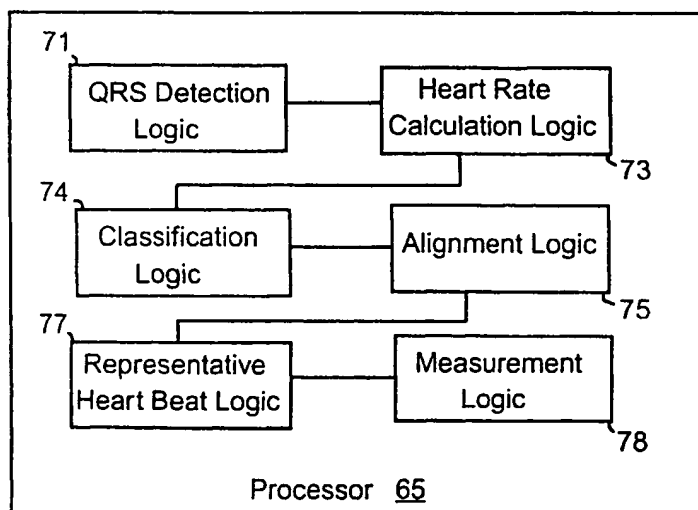 71
QRS Detection
Logic
Heart Rate
Calculation Logic
73
74
Classification
Logic
Alignment Logic
75
77
Representative
Heart Beat Logic
Measurement
Logic
78
Processor 65